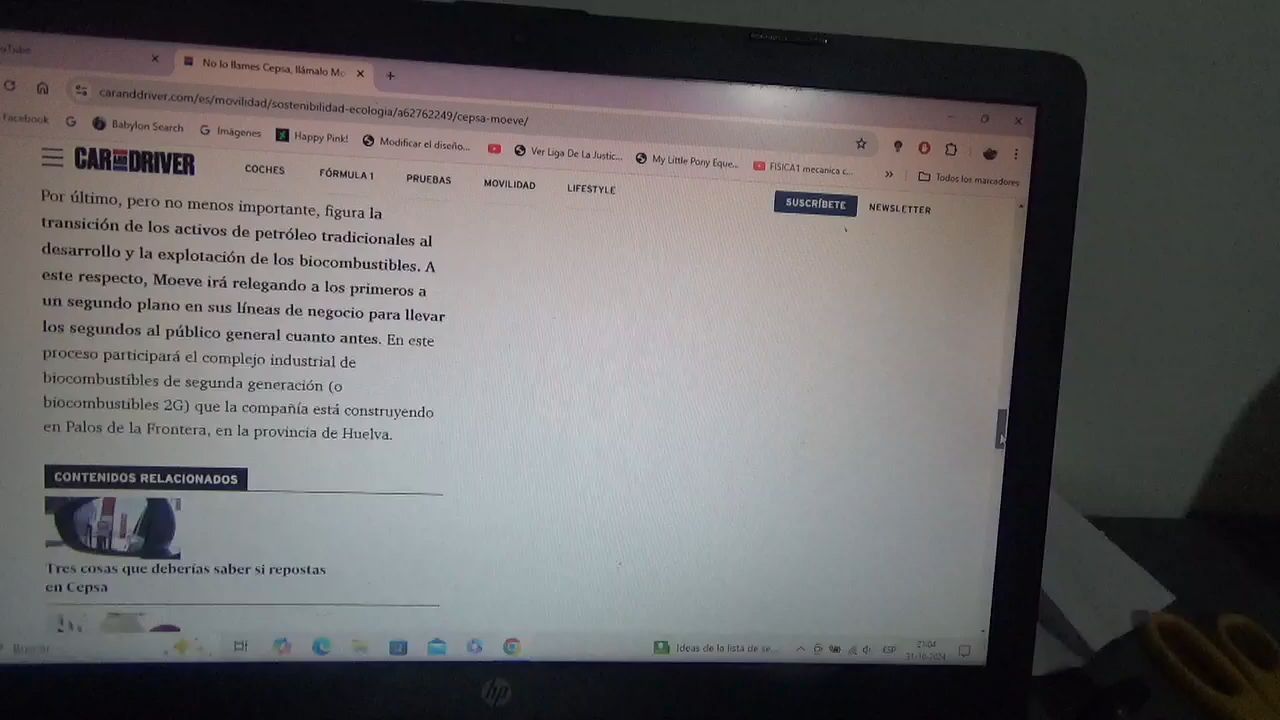 No lo llames Cepsa, llámalo Mo
caranddriver.com/es/movilidad/sostenibilidad-ecologia/a62762249/cepsa-moeve/
Facebook
Babylon Search
Imágenes
Happy Pink!
Modificar el diseño...
Ver Liga De La Justic...
My Little Pony Eque...
FISICA1 mecanica c...
»
Todos los marcadores
CAR AND DRIVER
COCHES
FÓRMULA 1
PRUEBAS
MOVILIDAD
LIFESTYLE
SUSCRÍBETE
NEWSLETTER
Por último, pero no menos importante, figura la
transición de los activos de petróleo tradicionales al
desarrollo y la explotación de los biocombustibles. A
este respecto, Moeve irá relegando a los primeros a
un segundo plano en sus líneas de negocio para llevar
los segundos al público general cuanto antes. En este
proceso participará el complejo industrial de
biocombustibles de segunda generación (o
biocombustibles 2G) que la compañía está construyendo
en Palos de la Frontera, en la provincia de Huelva.
CONTENIDOS RELACIONADOS
Tres cosas que deberías saber si repostas
en Cepsa
Buscar
Ideas de la lista de se...
ESP
21:04
31-10-2024
hp